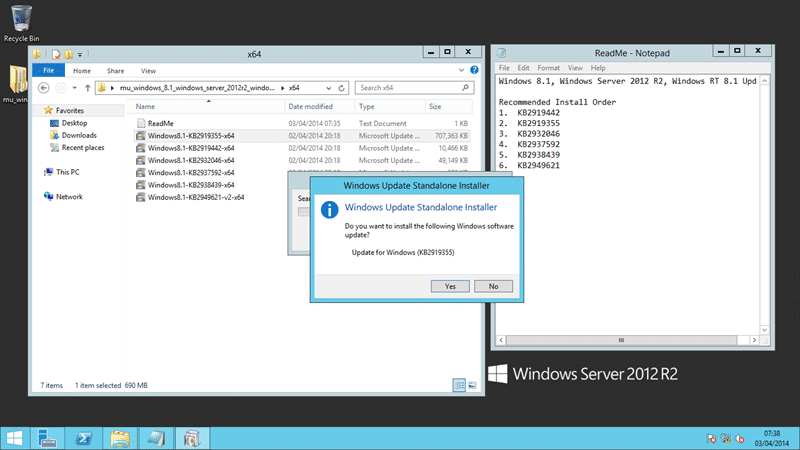 Recycle Bin
mu_win
x64
File
Home
Share
View
mu_windows_8.1_windows_server_2012r2_windo...
x64
Search x64
Favorites
Desktop
Downloads
Recent places
This PC
Network
Name
Date modified
Type
Size
ReadMe
03/04/2014 07:35
Text Document
1 KB
Windows8.1-KB2919355-x64
02/04/2014 20:18
Microsoft Update ...
707,363 KB
Windows8.1-KB2919442-x64
02/04/2014 20:18
Microsoft Update ...
10,466 KB
Windows8.1-KB2932046-x64
02/04/2014 20:18
Microsoft Update ...
49,149 KB
Windows8.1-KB2937592-x64
Windows8.1-KB2938439-x64
Windows8.1-KB2949621-v2-x64
7 items
1 item selected 690 MB
Sear
Windows Update Standalone Installer
Windows Update Standalone Installer
Do you want to install the following Windows software
update?
Update for Windows (KB2919355)
Yes
No
ReadMe - Notepad
File
Edit
Format
View
Help
Windows 8.1, Windows Server 2012 R2, Windows RT 8.1 Upd
Recommended Install Order
1. KB2919442
2. KB2919355
3. KB2932046
4. KB2937592
5. KB2938439
6. KB2949621
Windows Server 2012 R2
07:38
03/04/2014